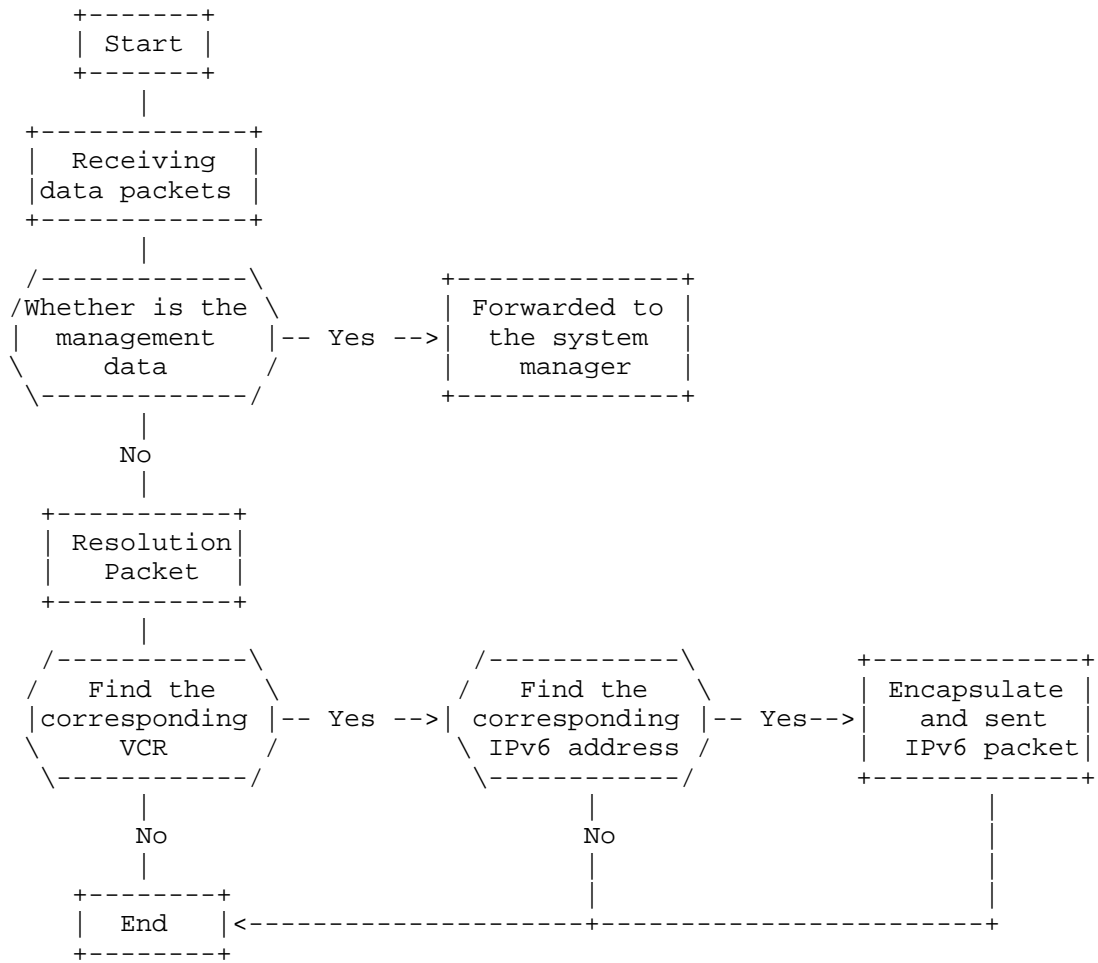 Start
Receiving
data packets
Whether is the
management
data
Yes
Forwarded to
the system
manager
No
Resolution
Packet
Find the
corresponding
VCR
Yes
Find the
corresponding
IPv6 address
Yes
Encapsulate
and sent
IPv6 packet
No
No
End